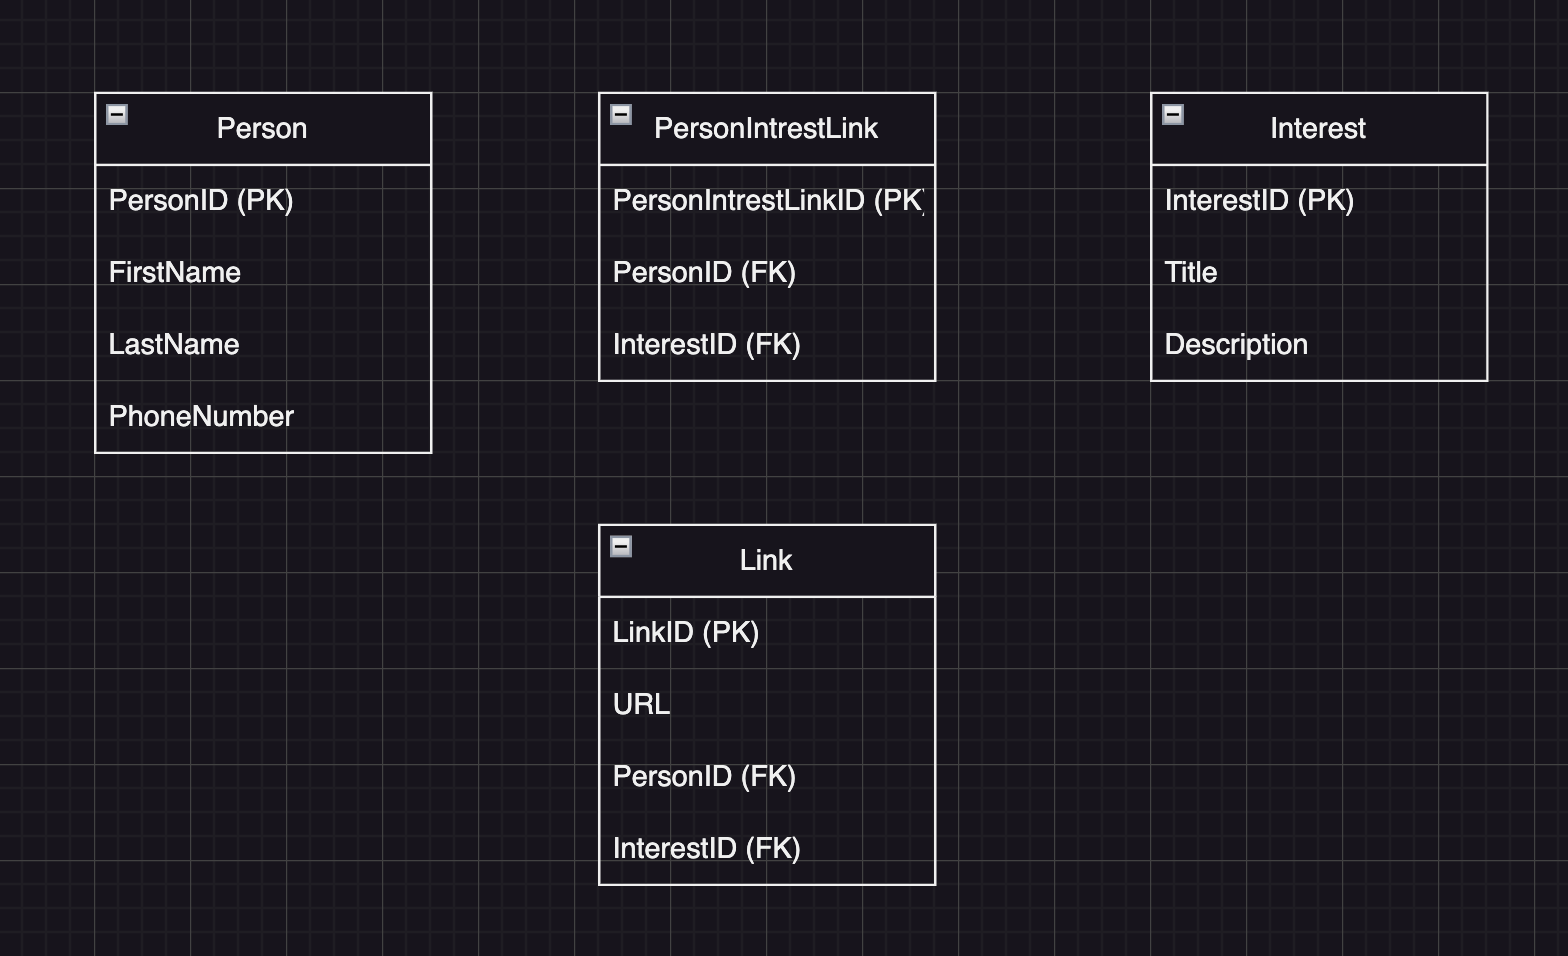 Person
PersonID (PK)
FirstName
LastName
PhoneNumber
PersonIntrestLink
PersonIntrestLinkID (PK)
PersonID (FK)
InterestID (FK)
Interest
InterestID (PK)
Title
Description
Link
LinkID (PK)
URL
PersonID (FK)
InterestID (FK)